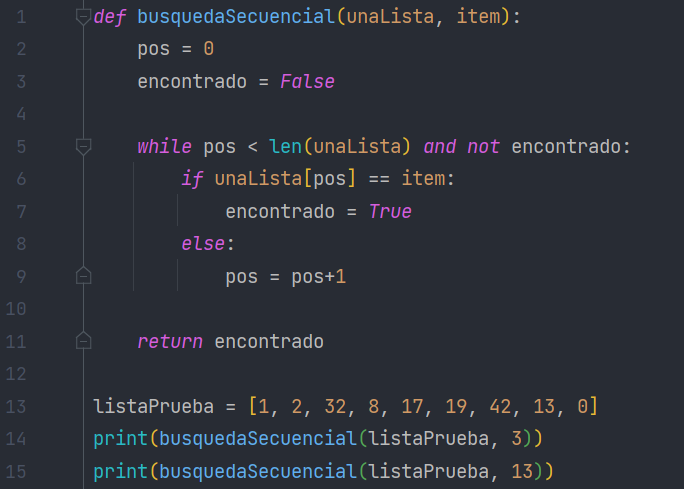 1 def busquedaSecuencial(unaLista, item):
2     pos = 0
3     encontrado = False
4
5     while pos < len(unaLista) and not encontrado:
6         if unaLista[pos] == item:
7             encontrado = True
8         else:
9             pos = pos+1
10
11     return encontrado
12
13 listaPrueba = [1, 2, 32, 8, 17, 19, 42, 13, 0]
14 print(busquedaSecuencial(listaPrueba, 3))
15 print(busquedaSecuencial(listaPrueba, 13))